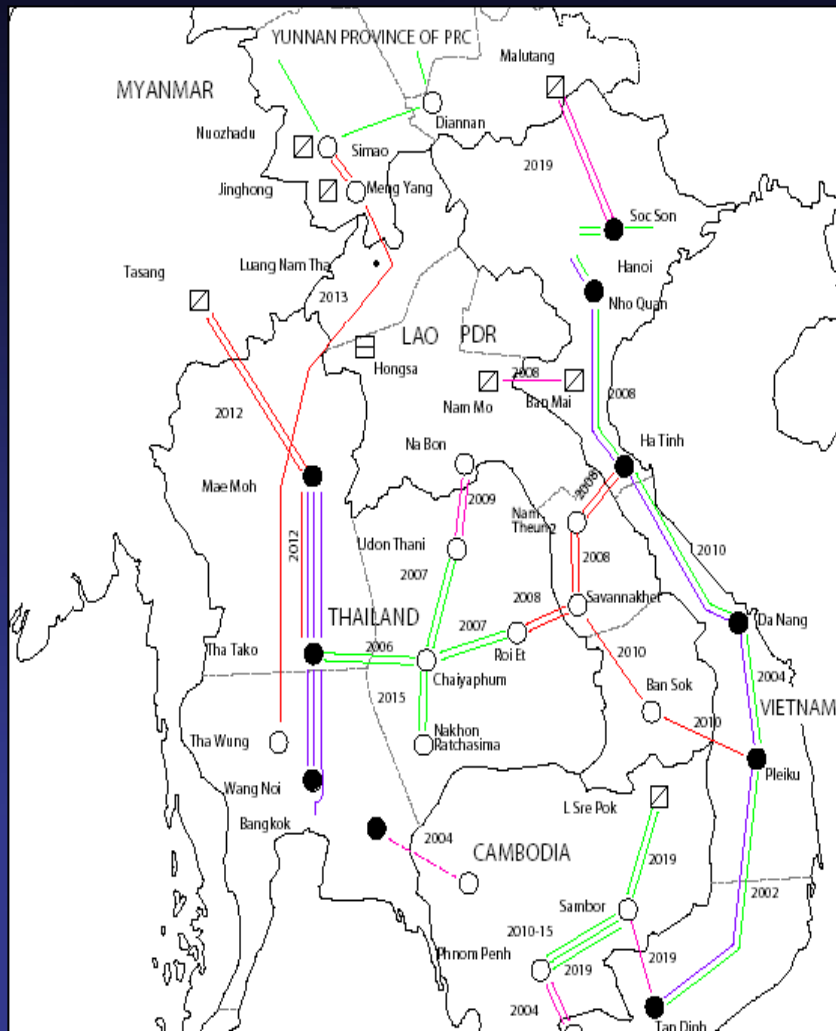 YUNNAN PROVINCE OF PRC
Malutang
MYANMAR
Diannan
Nuozhadu
Simao
2019
Jinghong
Meng Yang
Soc Son
Luang Nam Tha
Hanoi
Tasang
Nho Quan
2013
LAO PDR
Hongsa
2008
Nam Mo
Ban Mai
2008
2012
Na Bon
Ha Tinh
Mae Moh
2008
2009
Nam
Theun2
Udon Thani
2012
2010
2008
2007
Savannakhet
2008
THAILAND
2007
Da Nang
Tha Tako
2006
Roi Et
2010
Chaiyaphum
2004
2015
Ban Sok
VIETNAM
Nakhon
Ratchasima
2010
Tha Wung
Pleiku
Wang Noi
L Sre Pok
Bangkok
2004
CAMBODIA
2019
2002
Sambor
2010-15
Phnom Penh
2019
2019
2004
Tan Dinh